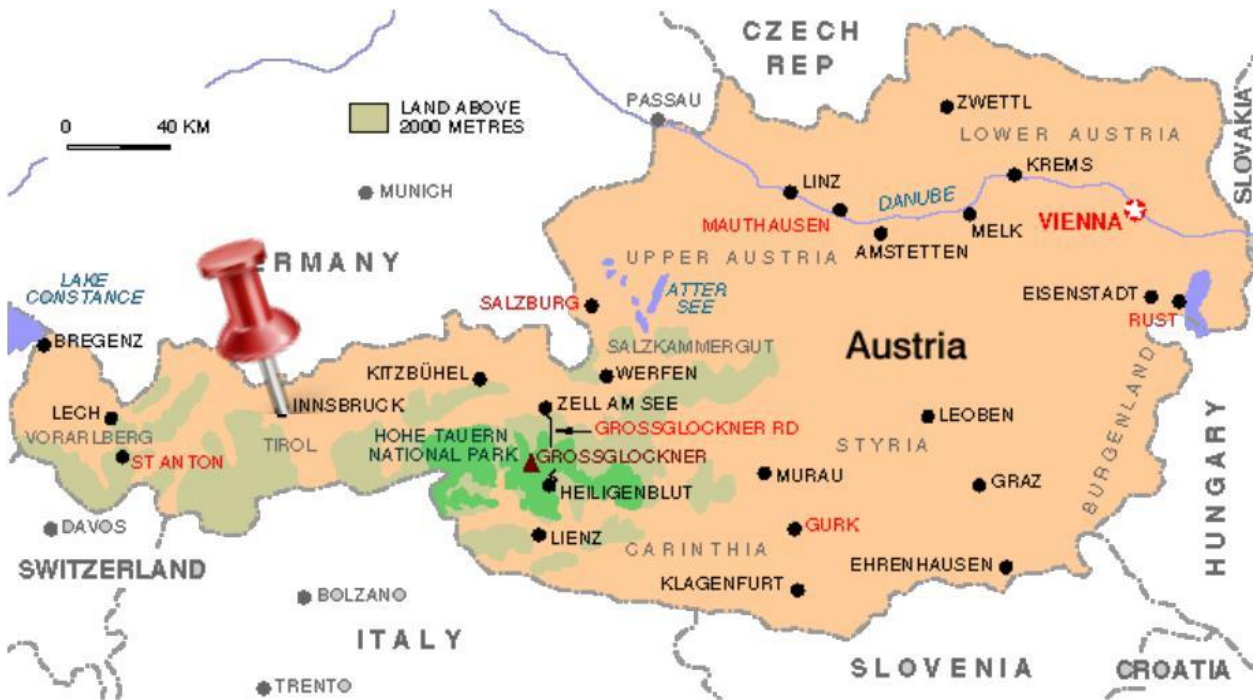 CZECH
REP
SLOVAKIA
PASSAU
ZWETTL
LAND ABOVE
2000 METRES
0 40 KM
LOWER AUSTRIA
KREMS
MUNICH
LINZ
DANUBE
MAUTHAUSEN
VIENNA
MELK
AMSTETTEN
UPPER AUSTRIA
ERMANY
LAKE
CONSTANCE
ATTER
SEE
SALZBURG
EISENSTADT
RUST
BREGENZ
SALZKAMMERGUT
Austria
KITZBÜHEL
WERFEN
INNSBRUCK
ZELL AM SEE
LECH
LEOBEN
GROSSGLOCKNER RD
VORARLBERG
TIROL
HOHE TAUERN
NATIONAL PARK
STYRIA
BURGENLAND
HUNGARY
ST ANTON
GROSSGLOCKNER
MURAU
GRAZ
HEILIGENBLUT
DAVOS
GURK
LIENZ
CARINTHIA
SWITZERLAND
EHRENHAUSEN
KLAGENFURT
BOLZANO
ITALY
SLOVENIA
CROATIA
TRENTO